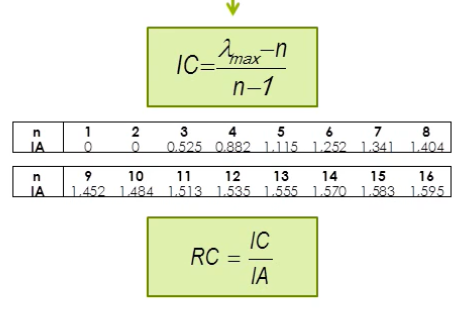 IC=λmax−n
n−1
n 1 2 3 4 5 6 7 8
IA 0 0 0.525 0.882 1.115 1.252 1.341 1.404
n 9 10 11 12 13 14 15 16
IA 1.452 1.484 1.513 1.535 1.555 1.570 1.583 1.595
RC = IC
IA